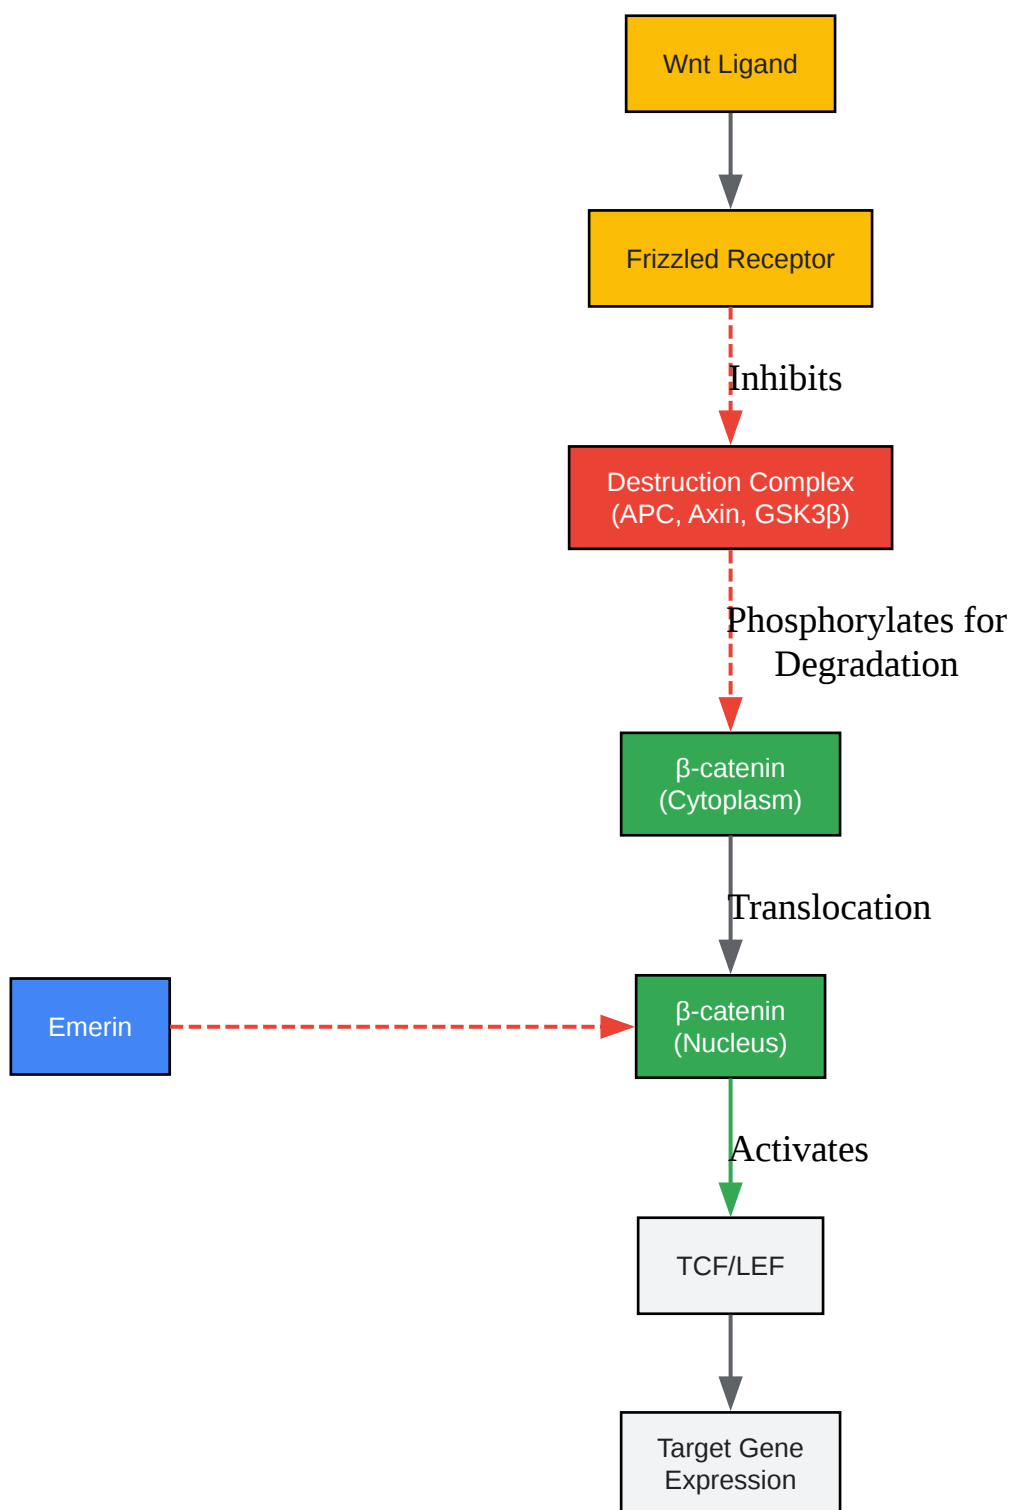 Wnt Ligand
Frizzled Receptor
Inhibits
Destruction Complex
(APC, Axin, GSK3β)
Phosphorylates for
Degradation
β-catenin
(Cytoplasm)
Translocation
Emerin
β-catenin
(Nucleus)
Activates
TCF/LEF
Target Gene
Expression